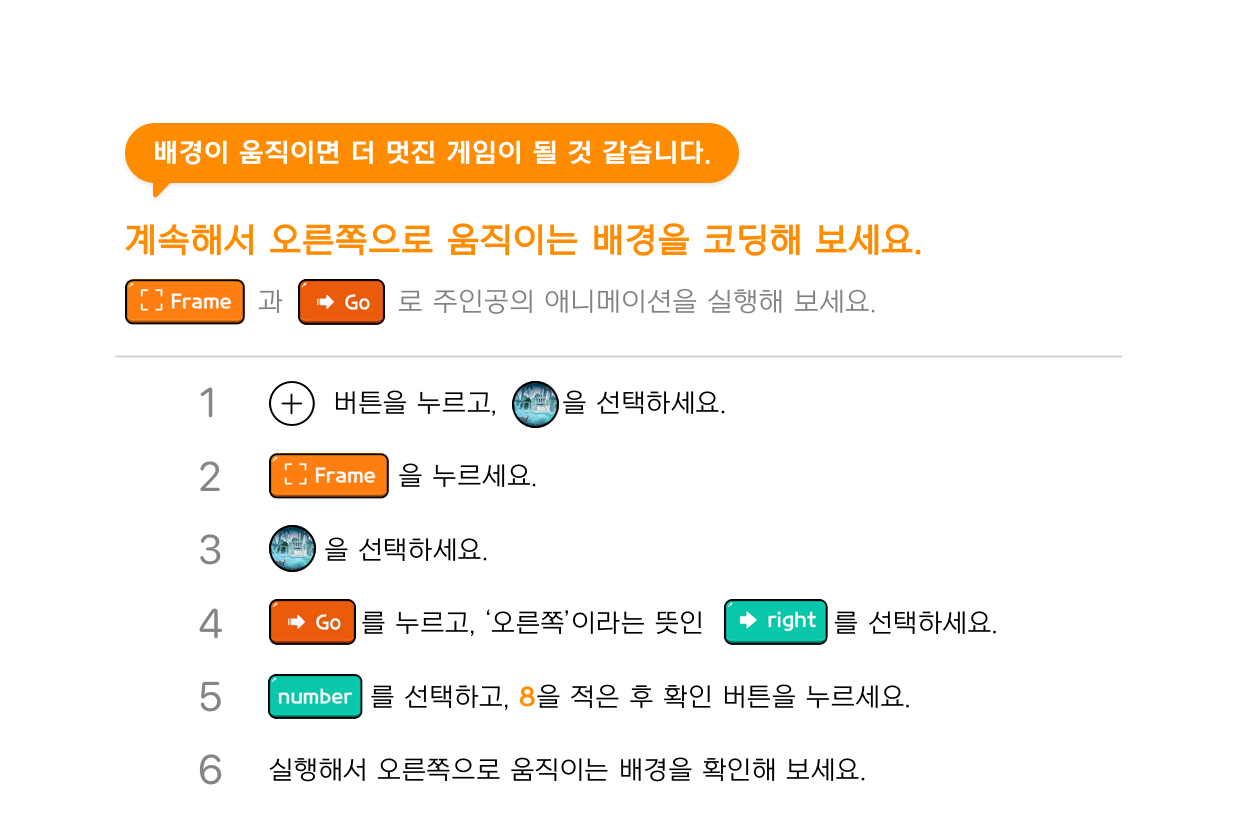 배경이 움직이면 더 멋진 게임이 될 것 같습니다.
계속해서 오른쪽으로 움직이는 배경을 코딩해 보세요.
Frame 과 Go 로 주인공의 애니메이션을 실행해 보세요.
1 버튼을 누르고, 을 선택하세요.
2 Frame 을 누르세요.
3 을 선택하세요.
4 Go 를 누르고, ‘오른쪽’이라는 뜻인 right 를 선택하세요.
5 number 를 선택하고, 8을 적은 후 확인 버튼을 누르세요.
6 실행해서 오른쪽으로 움직이는 배경을 확인해 보세요.